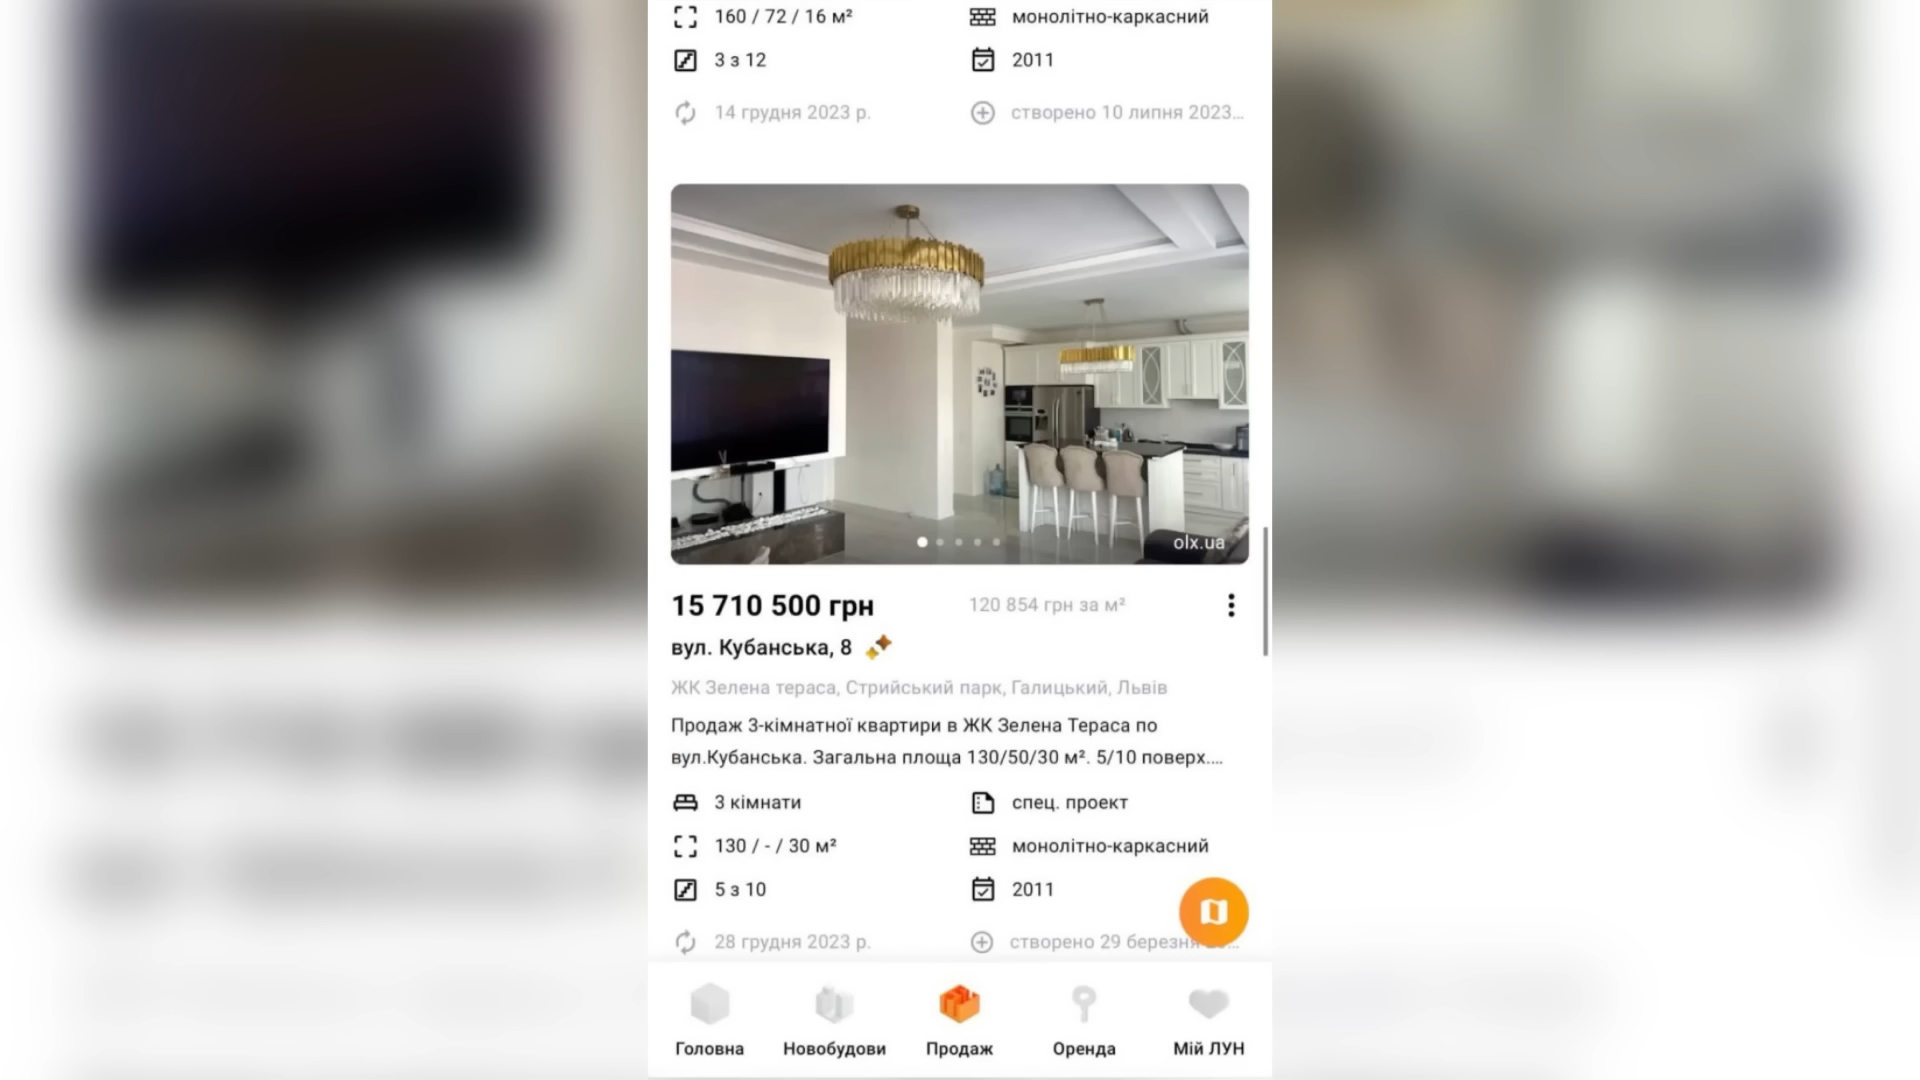 160 / 72 / 16 м²
монолітно-каркасний
3 з 12
2011
14 грудня 2023 р.
створено 10 липня 2023...
olx.ua
15 710 500 грн
120 854 грн за м²
вул. Кубанська, 8
ЖК Зелена тераса, Стрийський парк, Галицький, Львів
Продаж 3-кімнатної квартири в ЖК Зелена Тераса по
вул.Кубанська. Загальна площа 130/50/30 м². 5/10 поверх....
3 кімнати
спец. проект
130 / - / 30 м²
монолітно-каркасний
5 з 10
2011
28 грудня 2023 р.
створено 29 березня
Головна
Новобудови
Продаж
Оренда
Мій ЛУН